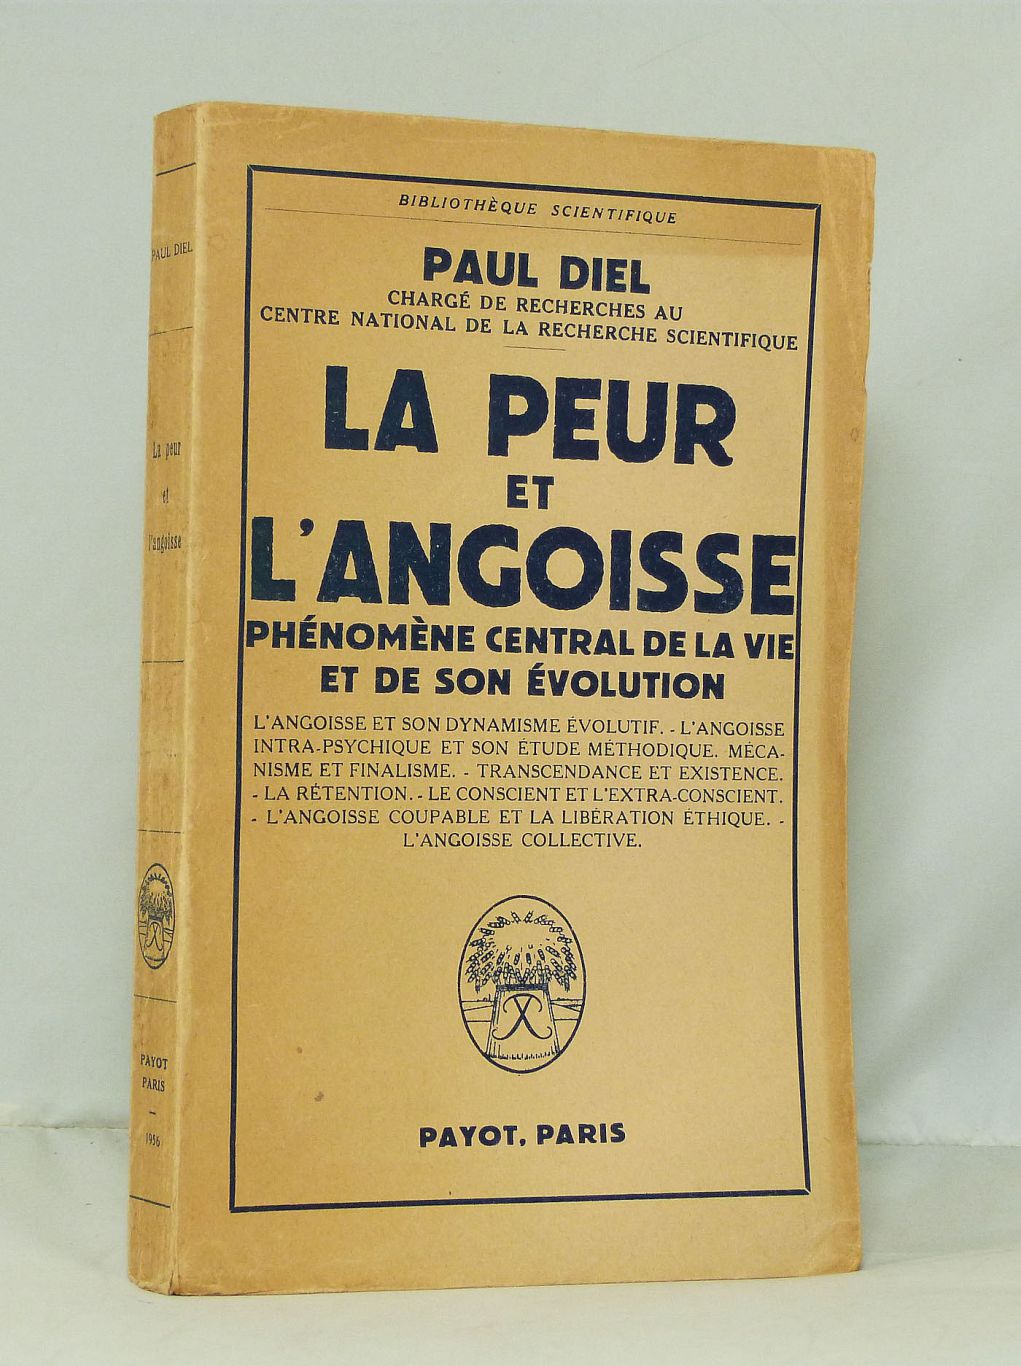 BIBLIOTHÈQUE SCIENTIFIQUE
PAUL DIEL
CHARGÉ DE RECHERCHES AU
CENTRE NATIONAL DE LA RECHERCHE SCIENTIFIQUE
LA PEUR
ET
L'ANGOISSE
PHÉNOMÈNE CENTRAL DE LA VIE
ET DE SON ÉVOLUTION
L'ANGOISSE ET SON DYNAMISME ÉVOLUTIF. - L'ANGOISSE
INTRA-PSYCHIQUE ET SON ÉTUDE MÉTHODIQUE. MÉCA-
NISME ET FINALISME. - TRANSCENDANCE ET EXISTENCE.
- LA RÉTENTION. - LE CONSCIENT ET L'EXTRA-CONSCIENT.
- L'ANGOISSE COUPABLE ET LA LIBÉRATION ÉTHIQUE. -
L'ANGOISSE COLLECTIVE.
PAYOT, PARIS
PAUL DIEL
La peur
et
l'angoisse
PAYOT
PARIS
—
1956